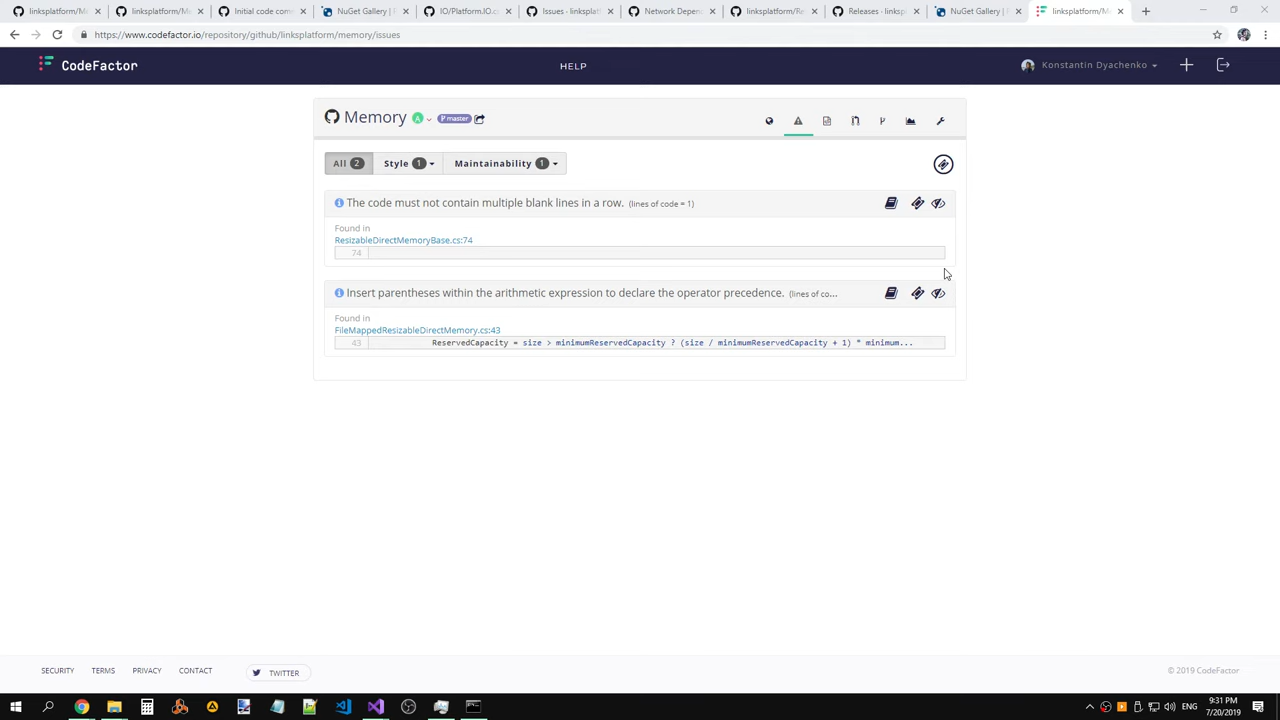 linksplatform/Me
linksplatform/Me
Initial code com
NuGet Gallery |
IO/Platform.IO.c
Issues - linksplat
Network Depen
linksplatform/Re
Releases - linksp
NuGet Gallery |
linksplatform/M
https://www.codefactor.io/repository/github/linksplatform/memory/issues
CodeFactor
HELP
Konstantin Dyachenko
Memory A master
All 2 Style 1 Maintainability 1
The code must not contain multiple blank lines in a row. (lines of code = 1)
Found in
ResizableDirectMemoryBase.cs:74
74
Insert parentheses within the arithmetic expression to declare the operator precedence. (lines of co...
Found in
FileMappedResizableDirectMemory.cs:43
43 ReservedCapacity = size > minimumReservedCapacity ? (size / minimumReservedCapacity + 1) * minimum...
SECURITY TERMS PRIVACY CONTACT TWITTER © 2019 CodeFactor
ENG
9:31 PM
7/20/2019